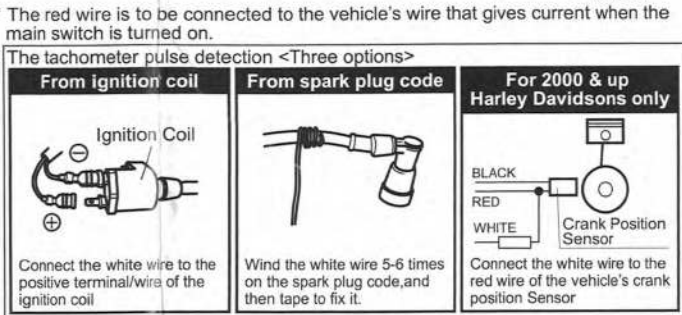 The red wire is to be connected to the vehicle's wire that gives current when the
main switch is turned on.
The tachometer pulse detection <Three options>
From ignition coil
Ignition Coil
⊖
⊕
Connect the white wire to the
positive terminal/wire of the
ignition coil
From spark plug code
Wind the white wire 5-6 times
on the spark plug code,and
then tape to fix it.
For 2000 & up
Harley Davidsons only
BLACK
RED
WHITE
Crank Position
Sensor
Connect the white wire to the
red wire of the vehicle's crank
position Sensor